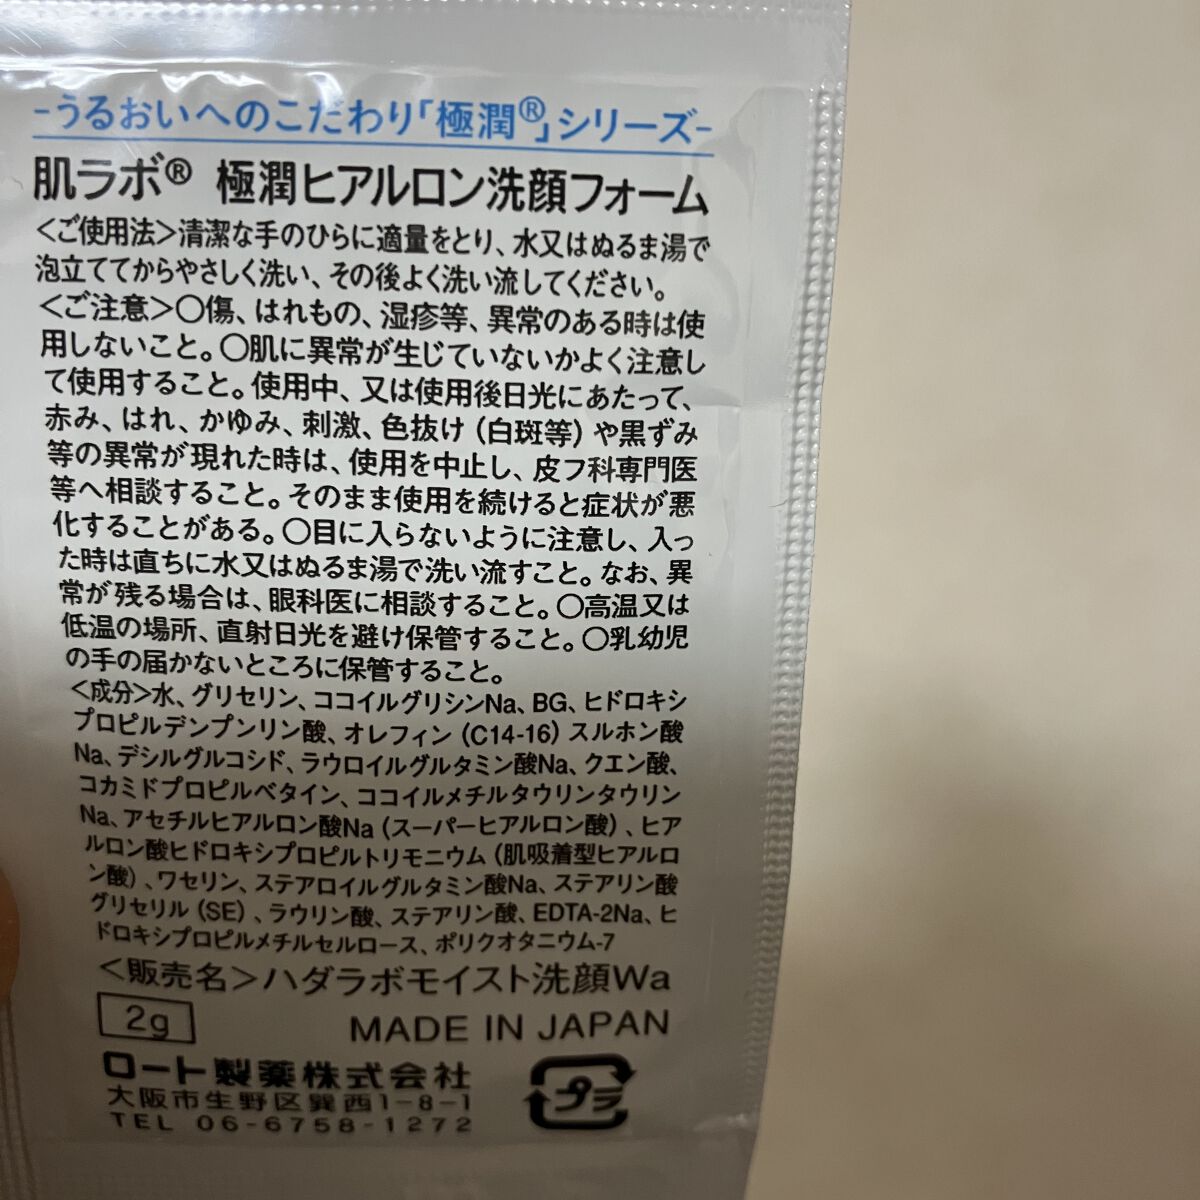 -うるおいへのこだわり「極潤®」シリーズ-
肌ラボ® 極潤ヒアルロン洗顔フォーム
＜ご使用法＞清潔な手のひらに適量をとり、水又はぬるま湯で
泡立ててからやさしく洗い、その後よく洗い流してください。
＜ご注意＞○傷、はれもの、湿疹等、異常のある時は使
用しないこと。○肌に異常が生じていないかよく注意し
て使用すること。使用中、又は使用後日光にあたって、
赤み、はれ、かゆみ、刺激、色抜け（白斑等）や黒ずみ
等の異常が現れた時は、使用を中止し、皮フ科専門医
等へ相談すること。そのまま使用を続けると症状が悪
化することがある。○目に入らないように注意し、入っ
た時は直ちに水又はぬるま湯で洗い流すこと。なお、異
常が残る場合は、眼科医に相談すること。○高温又は
低温の場所、直射日光を避け保管すること。○乳幼児
の手の届かないところに保管すること。
＜成分＞水、グリセリン、ココイルグリシンNa、BG、ヒドロキシ
プロピルデンプンリン酸、オレフィン（C14-16）スルホン酸
Na、デシルグルコシド、ラウロイルグルタミン酸Na、クエン酸、
コカミドプロピルベタイン、ココイルメチルタウリンタウリン
Na、アセチルヒアルロン酸Na（スーパーヒアルロン酸）、ヒア
ルロン酸ヒドロキシプロピルトリモニウム（肌吸着型ヒアルロ
ン酸）、ワセリン、ステアロイルグルタミン酸Na、ステアリン酸
グリセリル（SE）、ラウリン酸、ステアリン酸、EDTA-2Na、ヒ
ドロキシプロピルメチルセルロース、ポリクオタニウム-7
＜販売名＞ハダラボモイスト洗顔Wa
2g MADE IN JAPAN
ロート製薬株式会社
大阪市生野区巽西1-8-1
TEL 06-6758-1272
プラ